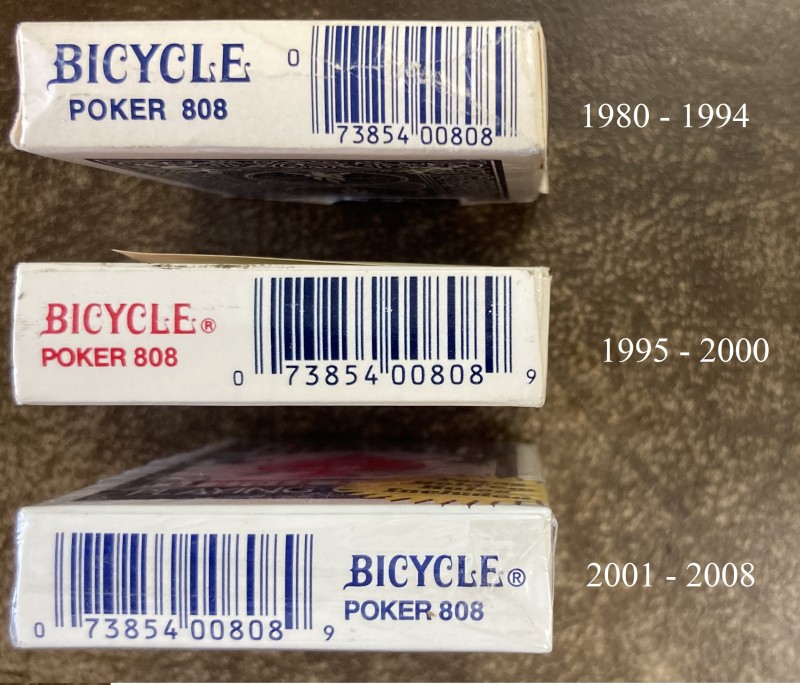 BICYCLE
POKER 808
0 73854 00808
1980 - 1994
BICYCLE®
POKER 808
0 73854 00808 9
1995 - 2000
0 73854 00808 9
BICYCLE®
POKER 808
2001 - 2008